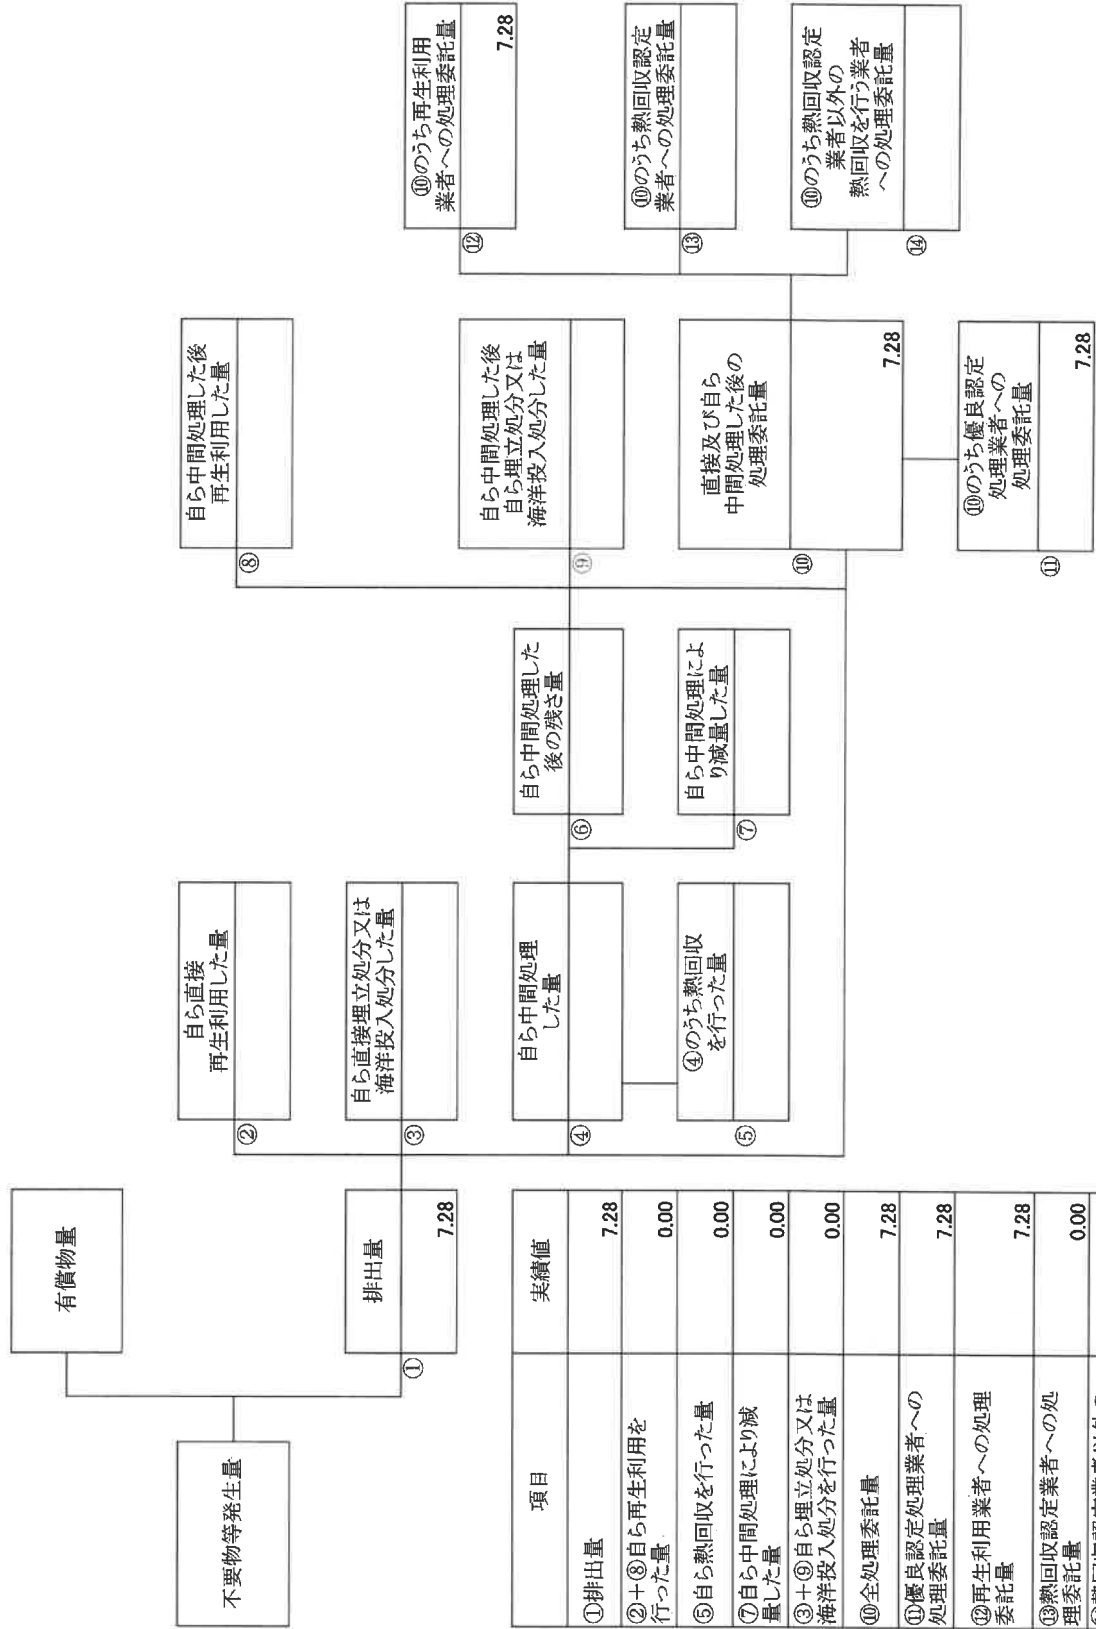 不要物等発生量
有償物量
①
排出量
7.28
②
自ら直接
再生利用した量
③
自ら直接埋立処分又は
海洋投入処分した量
④
自ら中間処理
した量
⑤
④のうち熱回収
を行った量
⑥
自ら中間処理した
後の残さ量
⑦
自ら中間処理によ
り減量した量
⑧
自ら中間処理した後
再生利用した量
⑨
自ら中間処理した後
自ら埋立処分又は
海洋投入処分した量
⑩
直接及び自ら
中間処理した後の
処理委託量
7.28
⑪
⑩のうち優良認定
処理業者への
処理委託量
7.28
⑫
⑩のうち再生利用
業者への処理委託量
7.28
⑬
⑩のうち熱回収認定
業者への処理委託量
⑭
⑩のうち熱回収認定
業者以外の
熱回収を行う業者
への処理委託量
項目 実績値
①排出量 7.28
②+⑧自ら再生利用を
行った量 0.00
⑤自ら熱回収を行った量 0.00
⑦自ら中間処理により減
量した量 0.00
③+⑨自ら埋立処分又は
海洋投入処分を行った量 0.00
⑩全処理委託量 7.28
⑪優良認定処理業者への
処理委託量 7.28
⑫再生利用業者への処理
委託量 7.28
⑬熱回収認定業者への処
理委託量 0.00